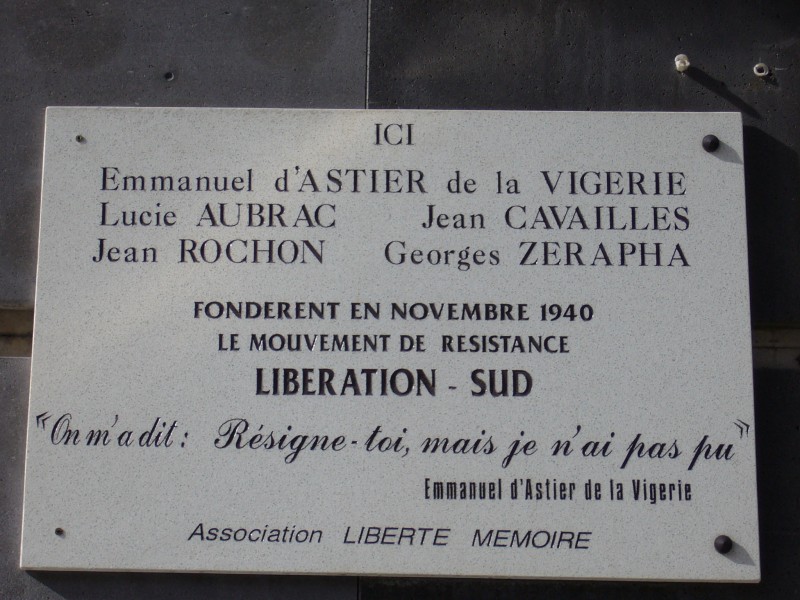 ICI
Emmanuel d'ASTIER de la VIGERIE
Lucie AUBRAC Jean CAVAILLES
Jean ROCHON Georges ZERAPHA
FONDERENT EN NOVEMBRE 1940
LE MOUVEMENT DE RESISTANCE
LIBERATION - SUD
«On m'a dit: Résigne-toi, mais je n'ai pas pu»
Emmanuel d'Astier de la Vigerie
Association LIBERTE MEMOIRE